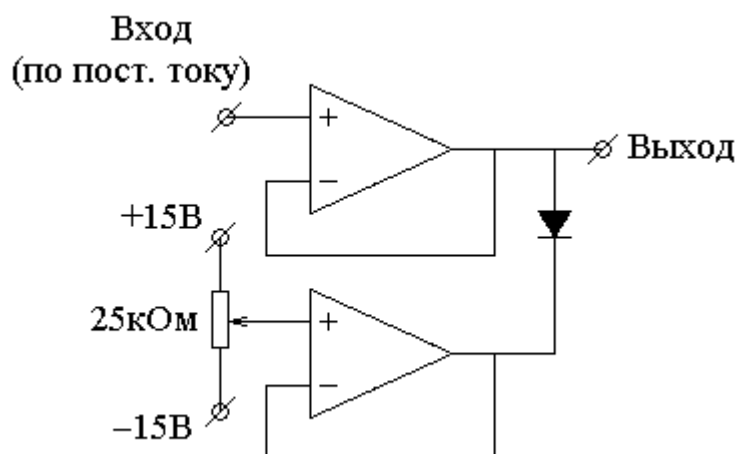 Вход
(по пост. току)
+
Выход
−
+15В
25кОм
+
−
−15В